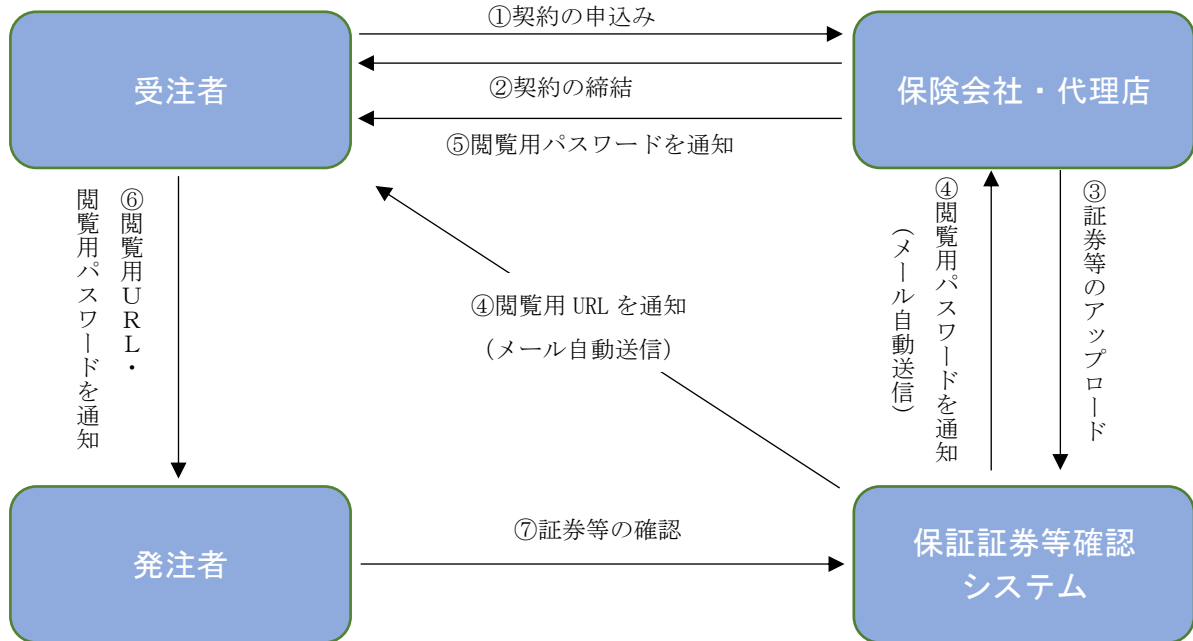 ①契約の申込み
受注者
保険会社・代理店
②契約の締結
⑤閲覧用パスワードを通知
⑥閲覧用ＵＲＬ・
閲覧用パスワードを通知
④閲覧用 URL を通知
（メール自動送信）
④閲覧用パスワードを通知
（メール自動送信）
③証券等のアップロード
発注者
⑦証券等の確認
保証証券等確認
システム